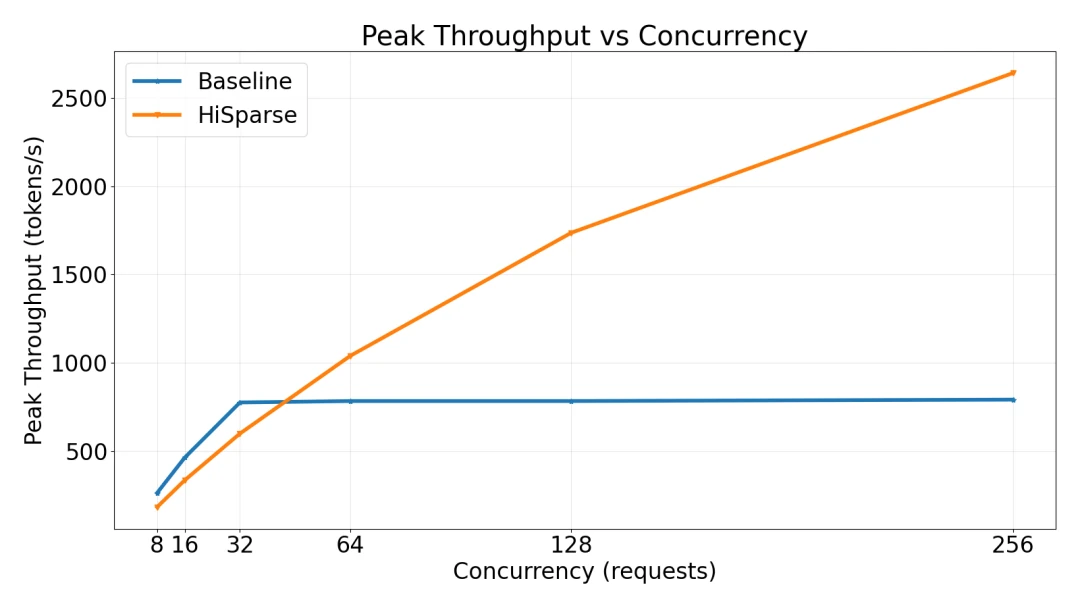 Peak Throughput vs Concurrency
Baseline
HiSparse
Peak Throughput (tokens/s)
2500
2000
1500
1000
500
8 16 32 64 128 256
Concurrency (requests)